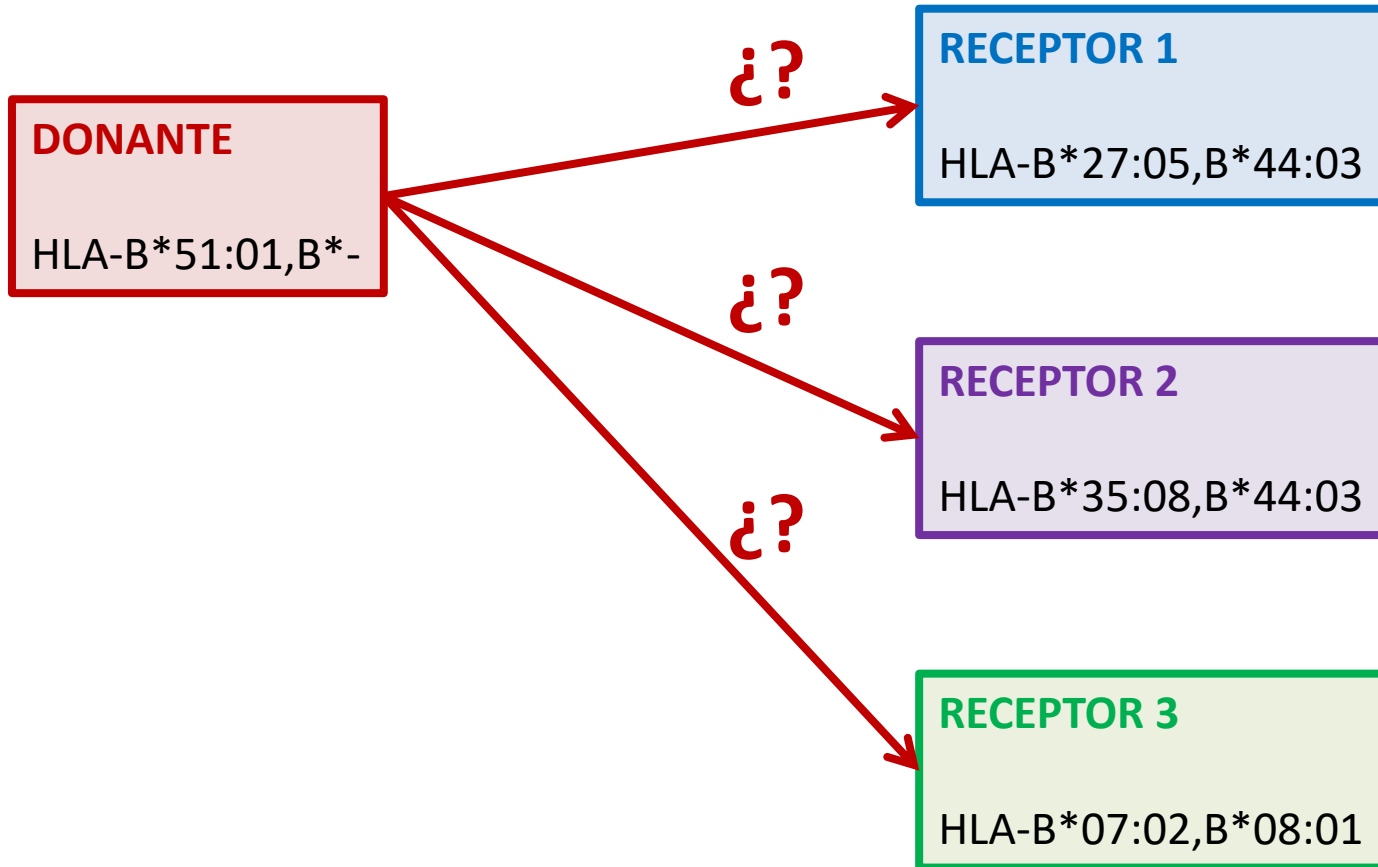 DONANTE
HLA-B*51:01,B*-
¿?
¿?
¿?
RECEPTOR 1
HLA-B*27:05,B*44:03
RECEPTOR 2
HLA-B*35:08,B*44:03
RECEPTOR 3
HLA-B*07:02,B*08:01